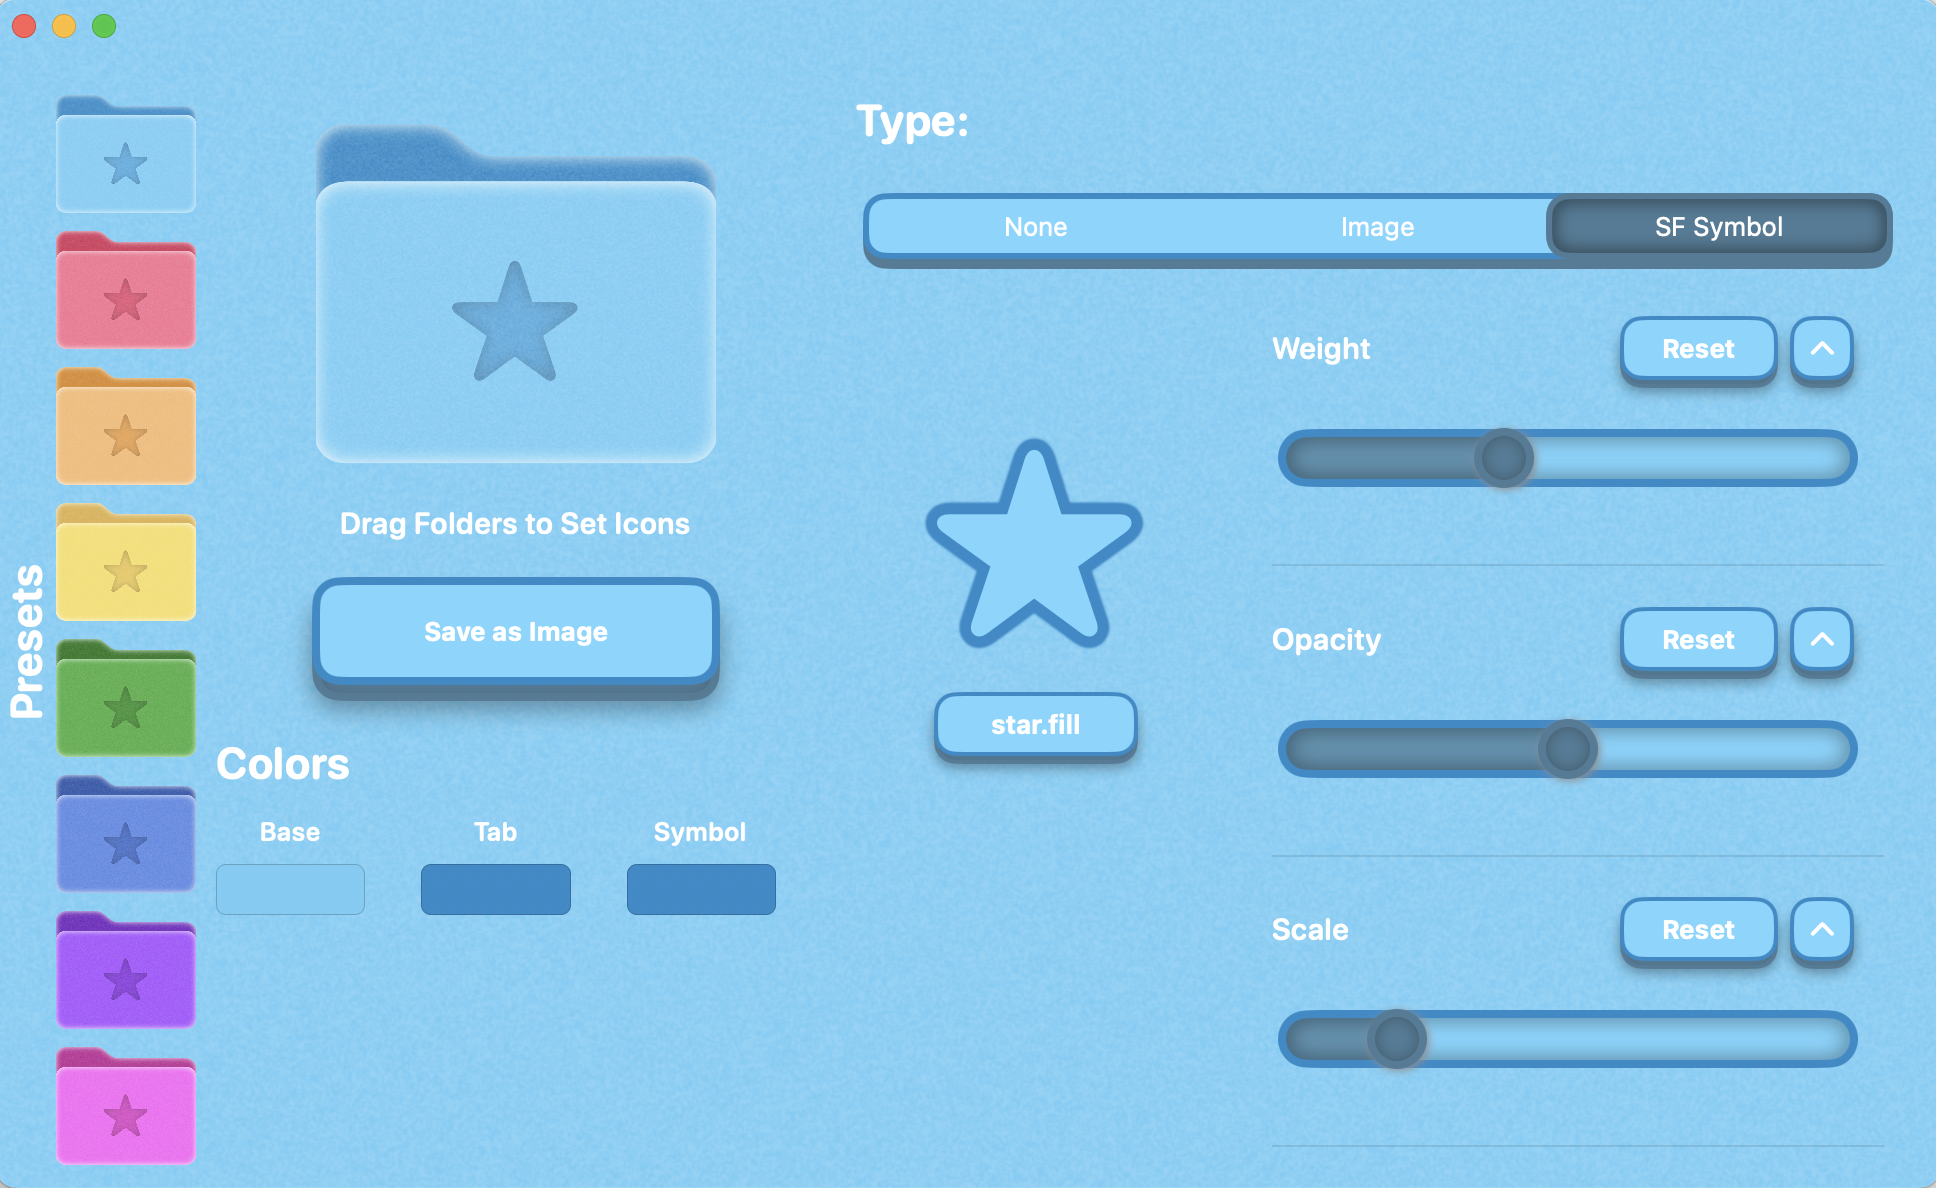 Presets
Drag Folders to Set Icons
Save as Image
Colors
Base
Tab
Symbol
Type:
None
Image
SF Symbol
star.fill
Weight
Reset
Opacity
Reset
Scale
Reset